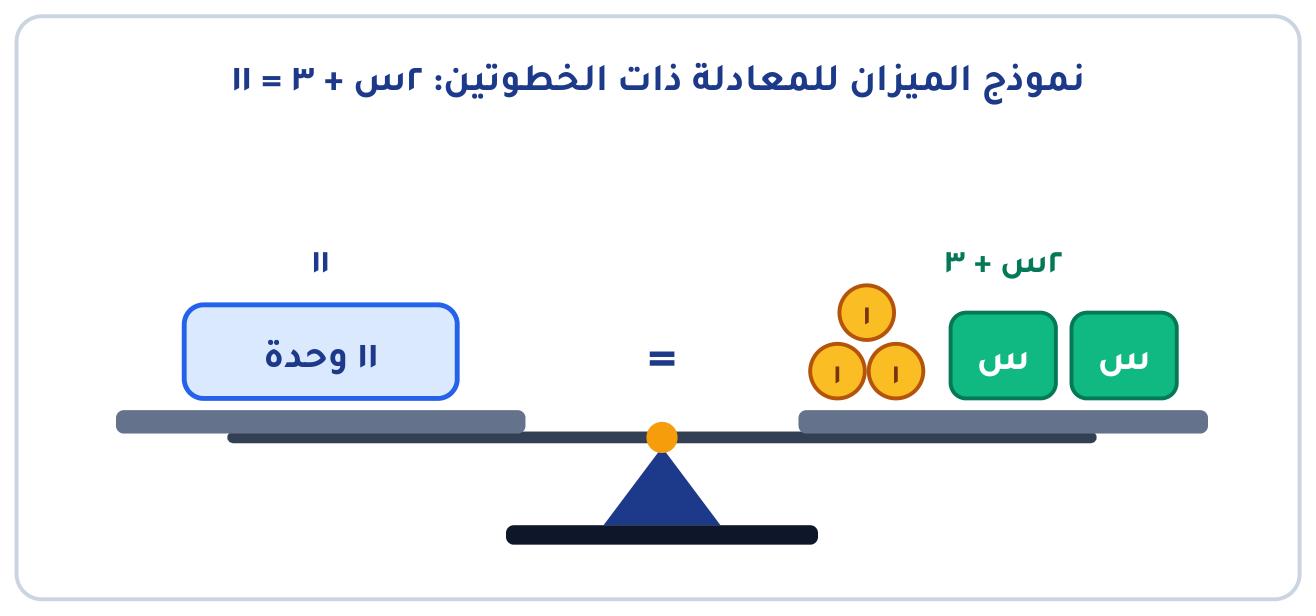 نموذج الميزان للمعادلة ذات الخطوتين: ٢س + ٣ = ١١
٢س + ٣
١١
س
س
١
١
١
=
١١ وحدة